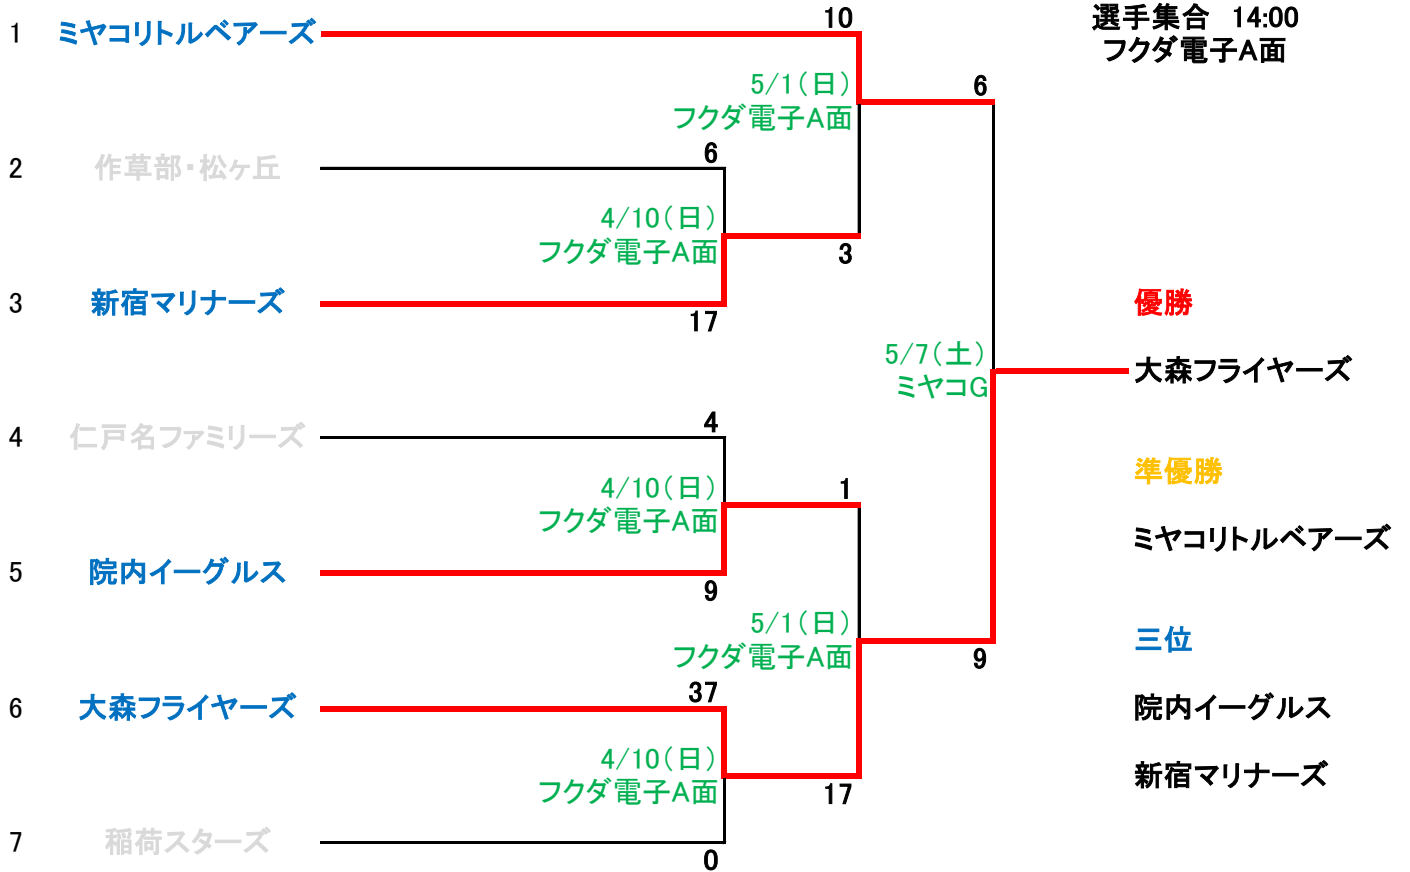 10
選手集合　14:00
1 ミヤコリトルベアーズ
フクダ電子A面
5/1(日)
6
フクダ電子A面
6
2 作草部・松ヶ丘
4/10(日)
フクダ電子A面
3
3 新宿マリナーズ
優勝
17
5/7(土)
大森フライヤーズ
ミヤコG
4
4 仁戸名ファミリーズ
準優勝
4/10(日)
1
フクダ電子A面
ミヤコリトルベアーズ
5 院内イーグルス
9
5/1(日)
三位
フクダ電子A面
9
37
6 大森フライヤーズ
院内イーグルス
4/10(日)
新宿マリナーズ
フクダ電子A面
17
7 稲荷スターズ
0